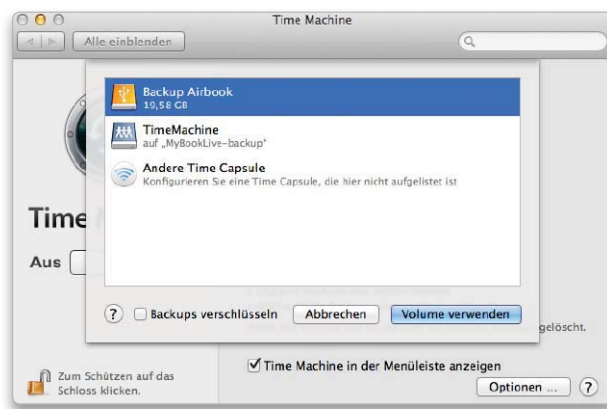 Time Machine
Alle einblenden
Backup Airbook
19,58 GB
TimeMachine
auf „MyBookLive-backup“
Andere Time Capsule
Konfigurieren Sie eine Time Capsule, die hier nicht aufgelistet ist
Time
Aus
? Backups verschlüsseln Abbrechen Volume verwenden
gelöscht.
Time Machine in der Menüleiste anzeigen
Zum Schützen auf das
Schloss klicken.
Optionen ... ?